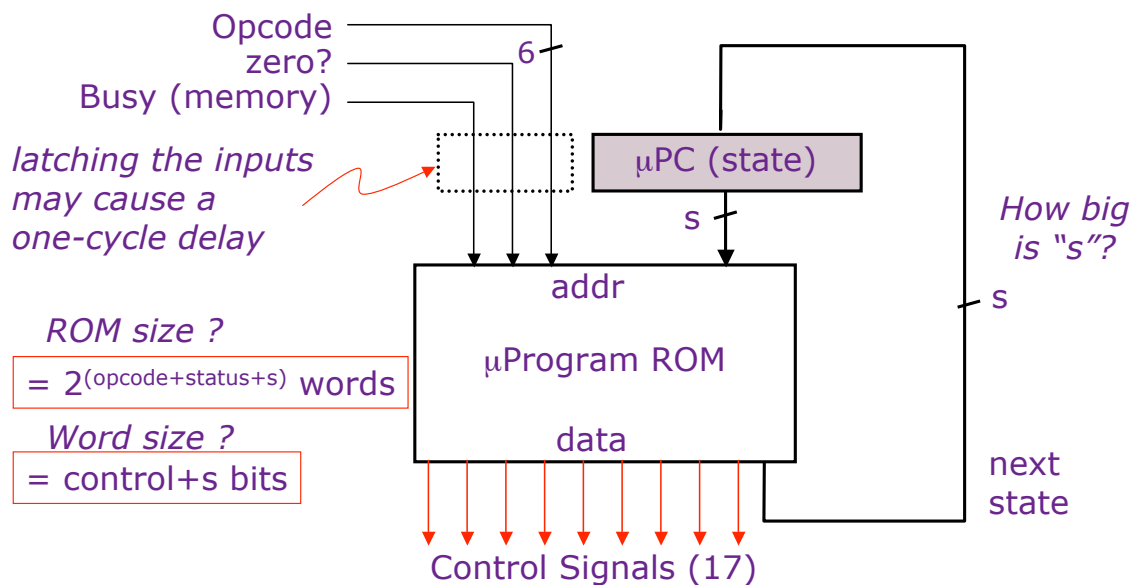 Opcode
zero?
Busy (memory)
6
latching the inputs
may cause a
one-cycle delay
μPC (state)
s
How big
is “s”?
s
addr
ROM size ?
= 2(opcode+status+s) words
μProgram ROM
Word size ?
= control+s bits
data
next
state
Control Signals (17)